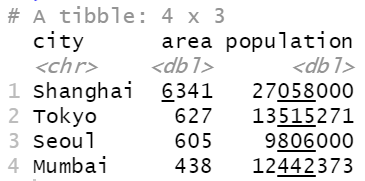 # A tibble: 4 x 3
city area population
<chr> <dbl> <dbl>
1 Shanghai 6341 27058000
2 Tokyo 627 13515271
3 Seoul 605 9806000
4 Mumbai 438 12442373